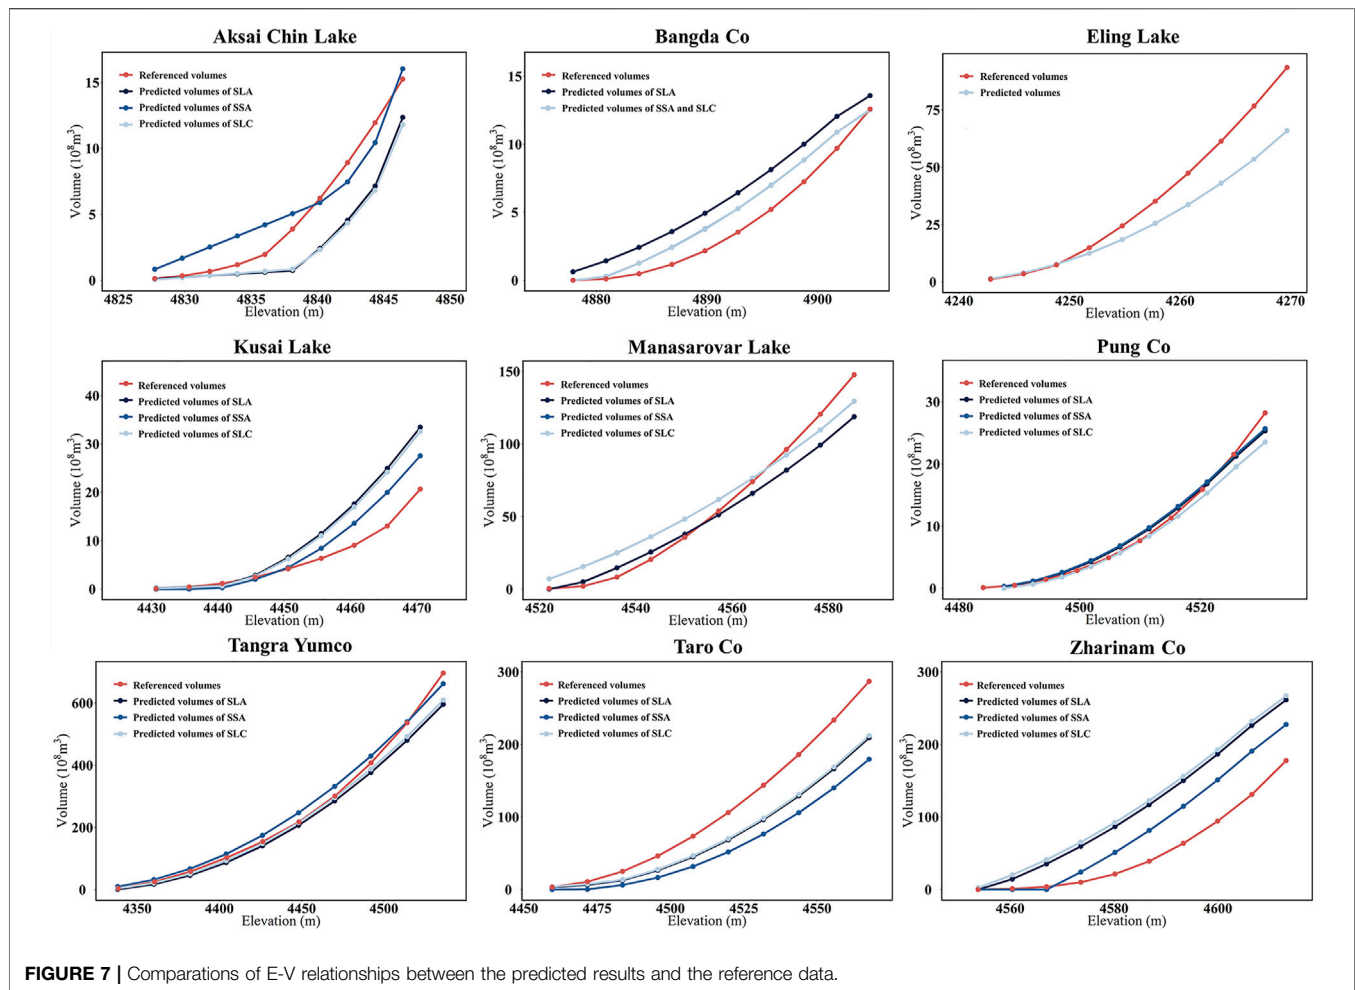 Aksai Chin Lake
Referenced volumes
Predicted volumes of SLA
Predicted volumes of SSA
Predicted volumes of SLC
Volume (10⁸m³)
15
10
5
0
4825 4830 4835 4840 4845 4850
Elevation (m)
Bangda Co
Referenced volumes
Predicted volumes of SLA
Predicted volumes of SSA and SLC
Volume (10⁸m³)
15
10
5
0
4880 4890 4900
Elevation (m)
Eling Lake
Referenced volumes
Predicted volumes
Volume (10⁸m³)
75
50
25
0
4240 4250 4260 4270
Elevation (m)
Kusai Lake
Referenced volumes
Predicted volumes of SLA
Predicted volumes of SSA
Predicted volumes of SLC
Volume (10⁸m³)
40
30
20
10
0
4430 4440 4450 4460 4470
Elevation (m)
Manasarovar Lake
Referenced volumes
Predicted volumes of SLA
Predicted volumes of SSA
Predicted volumes of SLC
Volume (10⁸m³)
150
100
50
0
4520 4540 4560 4580
Elevation (m)
Pung Co
Referenced volumes
Predicted volumes of SLA
Predicted volumes of SSA
Predicted volumes of SLC
Volume (10⁸m³)
30
20
10
0
4480 4500 4520
Elevation (m)
Tangra Yumco
Referenced volumes
Predicted volumes of SLA
Predicted volumes of SSA
Predicted volumes of SLC
Volume (10⁸m³)
600
400
200
0
4350 4400 4450 4500
Elevation (m)
Taro Co
Referenced volumes
Predicted volumes of SLA
Predicted volumes of SSA
Predicted volumes of SLC
Volume (10⁸m³)
300
200
100
0
4450 4475 4500 4525 4550
Elevation (m)
Zharinam Co
Referenced volumes
Predicted volumes of SLA
Predicted volumes of SSA
Predicted volumes of SLC
Volume (10⁸m³)
300
200
100
0
4560 4580 4600
Elevation (m)
FIGURE 7 | Comparations of E-V relationships between the predicted results and the reference data.